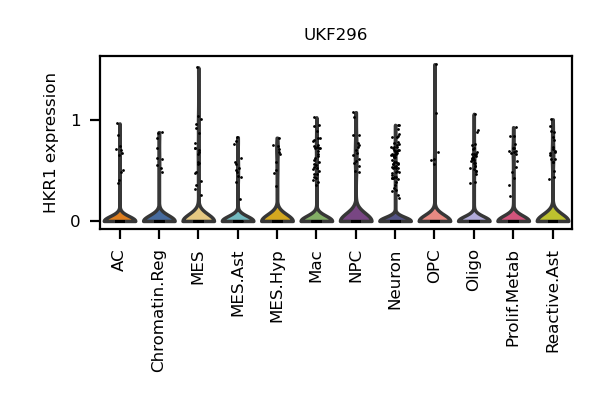 UKF296
HKR1 expression
1
0
AC
Chromatin.Reg
MES
MES.Ast
MES.Hyp
Mac
NPC
Neuron
OPC
Oligo
Prolif.Metab
Reactive.Ast